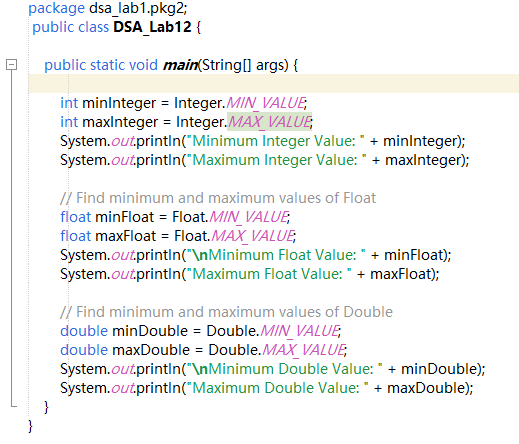 package dsa_lab1.pkg2;
public class DSA_Lab12 {
public static void main(String[] args) {
int minInteger = Integer.MIN_VALUE;
int maxInteger = Integer.MAX_VALUE;
System.out.println("Minimum Integer Value: " + minInteger);
System.out.println("Maximum Integer Value: " + maxInteger);
// Find minimum and maximum values of Float
float minFloat = Float.MIN_VALUE;
float maxFloat = Float.MAX_VALUE;
System.out.println("\nMinimum Float Value: " + minFloat);
System.out.println("Maximum Float Value: " + maxFloat);
// Find minimum and maximum values of Double
double minDouble = Double.MIN_VALUE;
double maxDouble = Double.MAX_VALUE;
System.out.println("\nMinimum Double Value: " + minDouble);
System.out.println("Maximum Double Value: " + maxDouble);
}
}